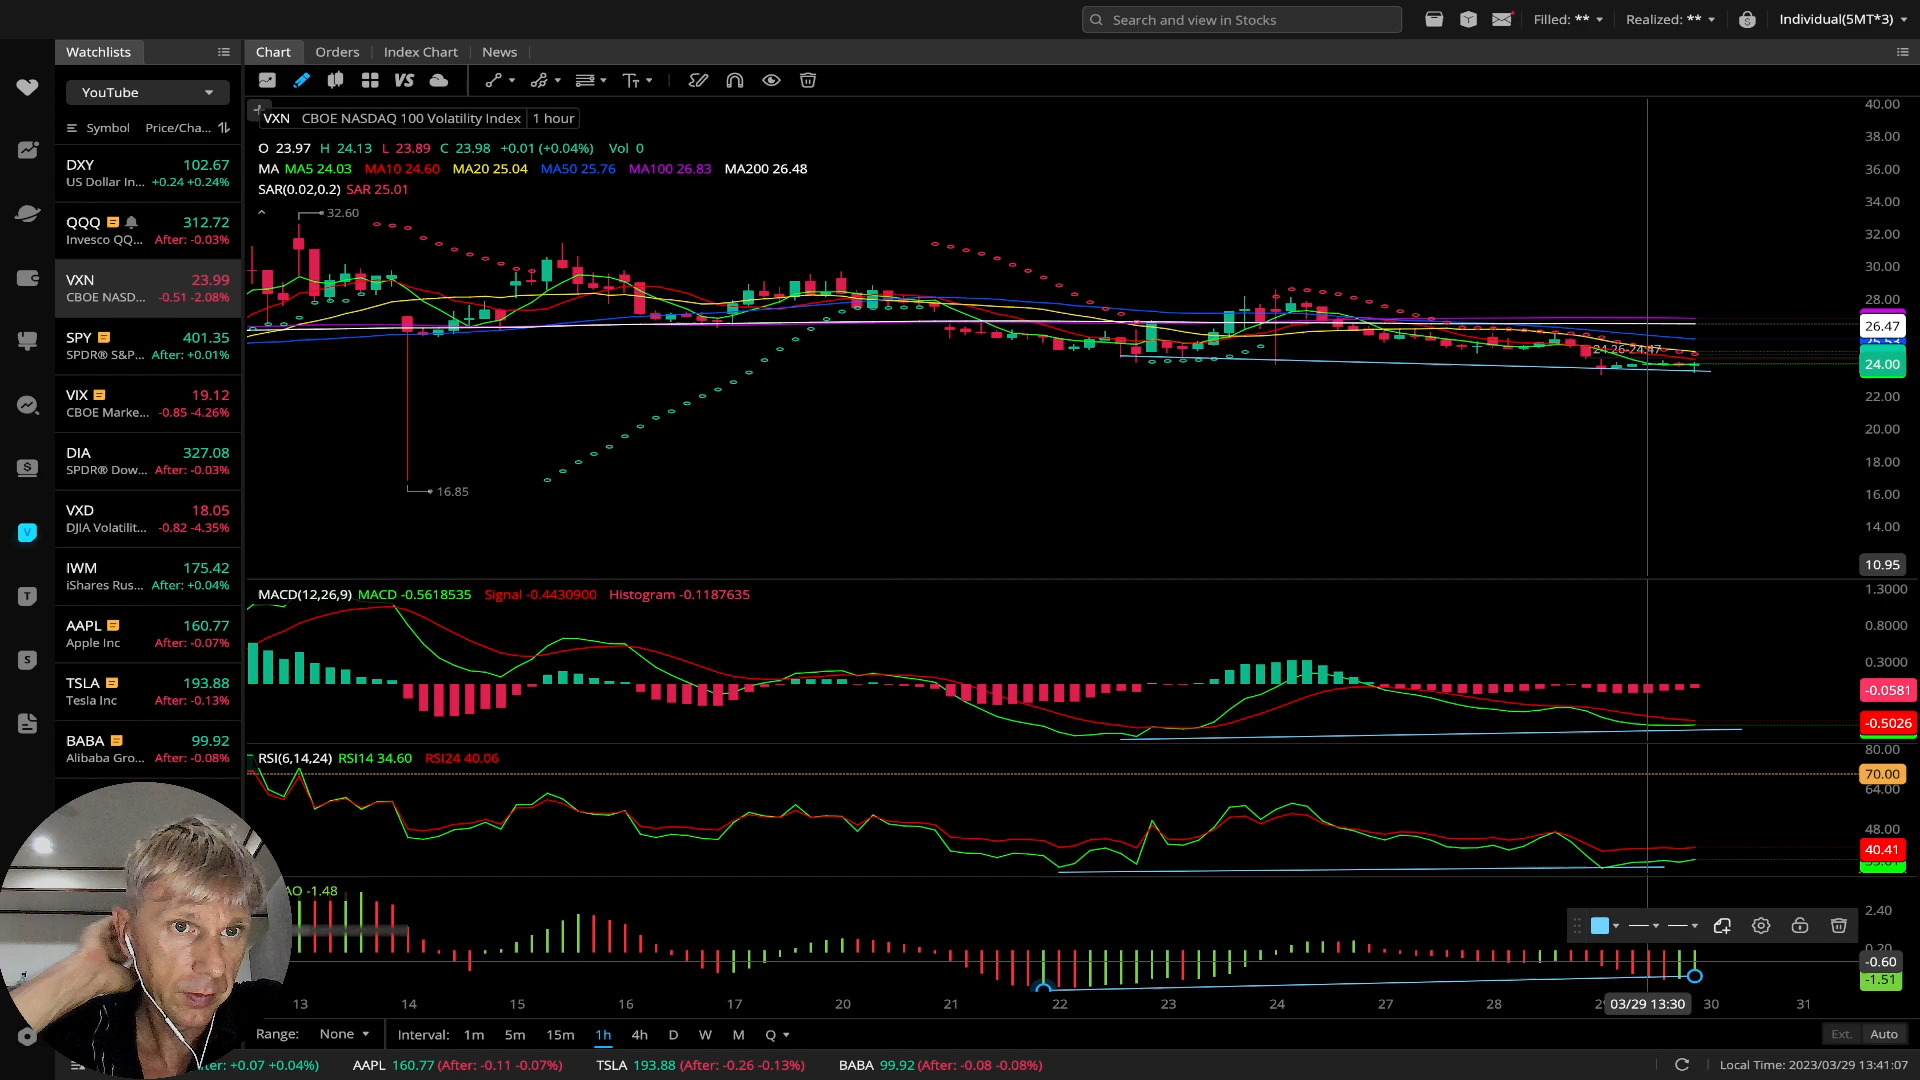 Search and view in Stocks
Filled: **
Realized: **
Individual(5MT*3)
Watchlists
Chart
Orders
Index Chart
News
YouTube
VS
Symbol
Price/Cha...
DXY 102.67
US Dollar In... +0.24 +0.24%
QQQ 312.72
Invesco QQ... After: -0.03%
VXN 23.99
CBOE NASD... -0.51 -2.08%
SPY 401.35
SPDR® S&P... After: +0.01%
VIX 19.12
CBOE Marke... -0.85 -4.26%
DIA 327.08
SPDR® Dow... After: -0.03%
VXD 18.05
DJIA Volatilit... -0.82 -4.35%
IWM 175.42
iShares Rus... After: +0.04%
AAPL 160.77
Apple Inc After: -0.07%
TSLA 193.88
Tesla Inc After: -0.13%
BABA 99.92
Alibaba Gro... After: -0.08%
VXN CBOE NASDAQ 100 Volatility Index 1 hour
O 23.97 H 24.13 L 23.89 C 23.98 +0.01 (+0.04%) Vol 0
MA MA5 24.03 MA10 24.60 MA20 25.04 MA50 25.76 MA100 26.83 MA200 26.48
SAR(0.02,0.2) SAR 25.01
32.60
16.85
24.26-24.47
40.00
38.00
36.00
34.00
32.00
30.00
28.00
26.47
24.00
22.00
20.00
18.00
16.00
14.00
10.95
MACD(12,26,9) MACD -0.5618535 Signal -0.4430900 Histogram -0.1187635
1.3000
0.8000
0.3000
-0.0581
-0.5026
RSI(6,14,24) RSI14 34.60 RSI24 40.06
80.00
70.00
64.00
48.00
40.41
AO -1.48
2.40
0.20
-0.60
-1.51
13 14 15 16 17 20 21 22 23 24 27 28 03/29 13:30 30 31
Range: None Interval: 1m 5m 15m 1h 4h D W M Q
Ext. Auto
+0.07 +0.04%) AAPL 160.77 (After: -0.11 -0.07%) TSLA 193.88 (After: -0.26 -0.13%) BABA 99.92 (After: -0.08 -0.08%)
Local Time: 2023/03/29 13:41:07